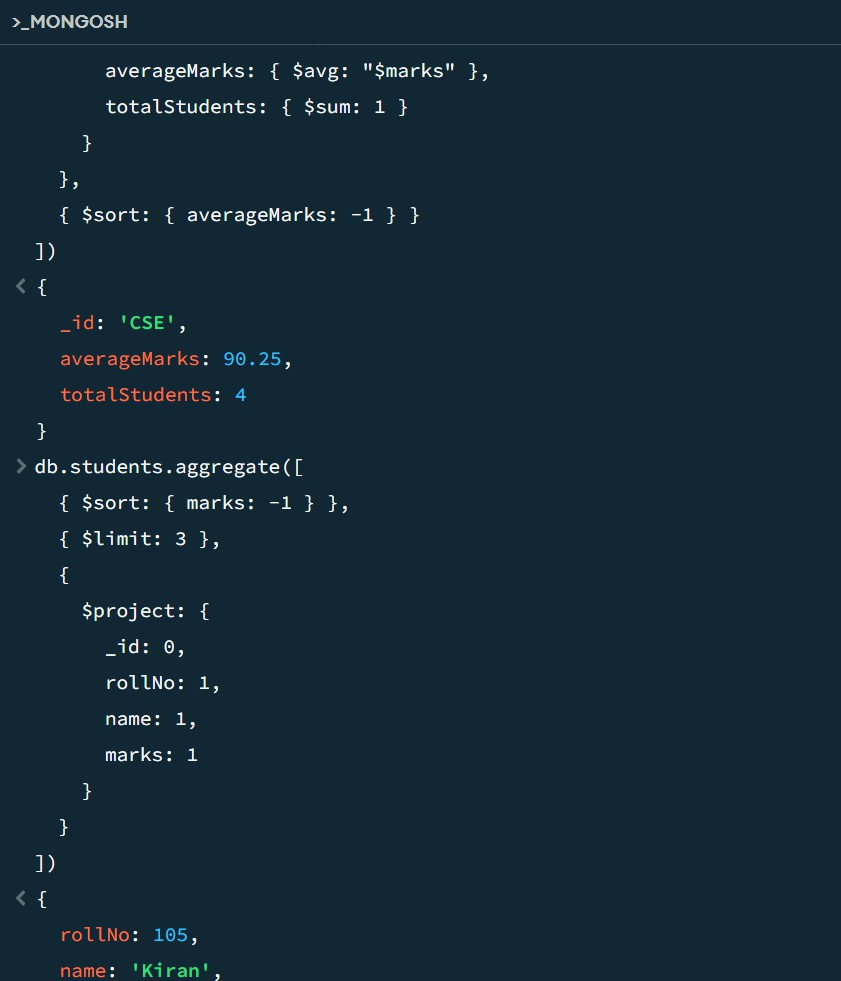 >_MONGOSH
averageMarks: { $avg: "$marks" },
totalStudents: { $sum: 1 }
}
},
{ $sort: { averageMarks: -1 } }
])
< {
_id: 'CSE',
averageMarks: 90.25,
totalStudents: 4
}
> db.students.aggregate([
{ $sort: { marks: -1 } },
{ $limit: 3 },
{
$project: {
_id: 0,
rollNo: 1,
name: 1,
marks: 1
}
}
])
< {
rollNo: 105,
name: 'Kiran',